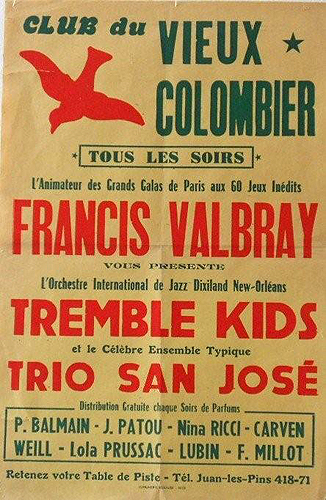 CLUB du
VIEUX
COLOMBIER
TOUS LES SOIRS
L'Animateur des Grands Galas de Paris aux 60 Jeux Inédits
FRANCIS VALBRAY
VOUS PRESENTE
L'Orchestre International de Jazz Dixiland New-Orléans
TREMBLE KIDS
et le Célèbre Ensemble Typique
TRIO SAN JOSÉ
Distribution Gratuite chaque Soirs de Parfums
P. BALMAIN - J. PATOU - Nina RICCI - CARVEN
WEILL - Lola PRUSSAC - LUBIN - F. MILLOT
Retenez votre Table de Piste - Tél. Juan-les-Pins 418-71